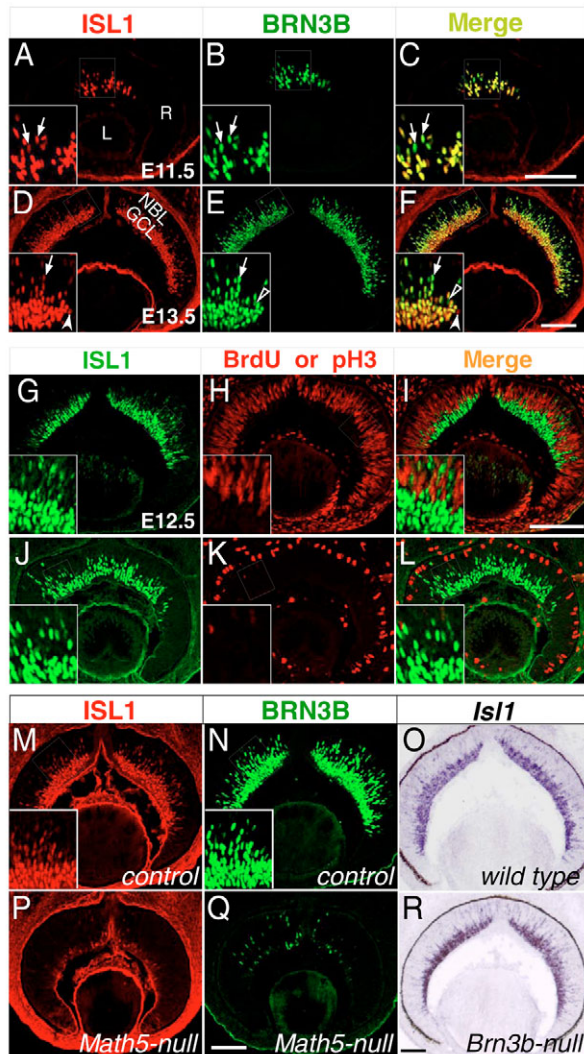 ISL1 BRN3B Merge
A B C
R
L
E11.5
D E F
NBL
GCL
E13.5
ISL1 BrdU or pH3 Merge
G H I
E12.5
J K L
ISL1 BRN3B Isl1
M N O
control control wild type
P Q R
Math5-null Math5-null Brn3b-null